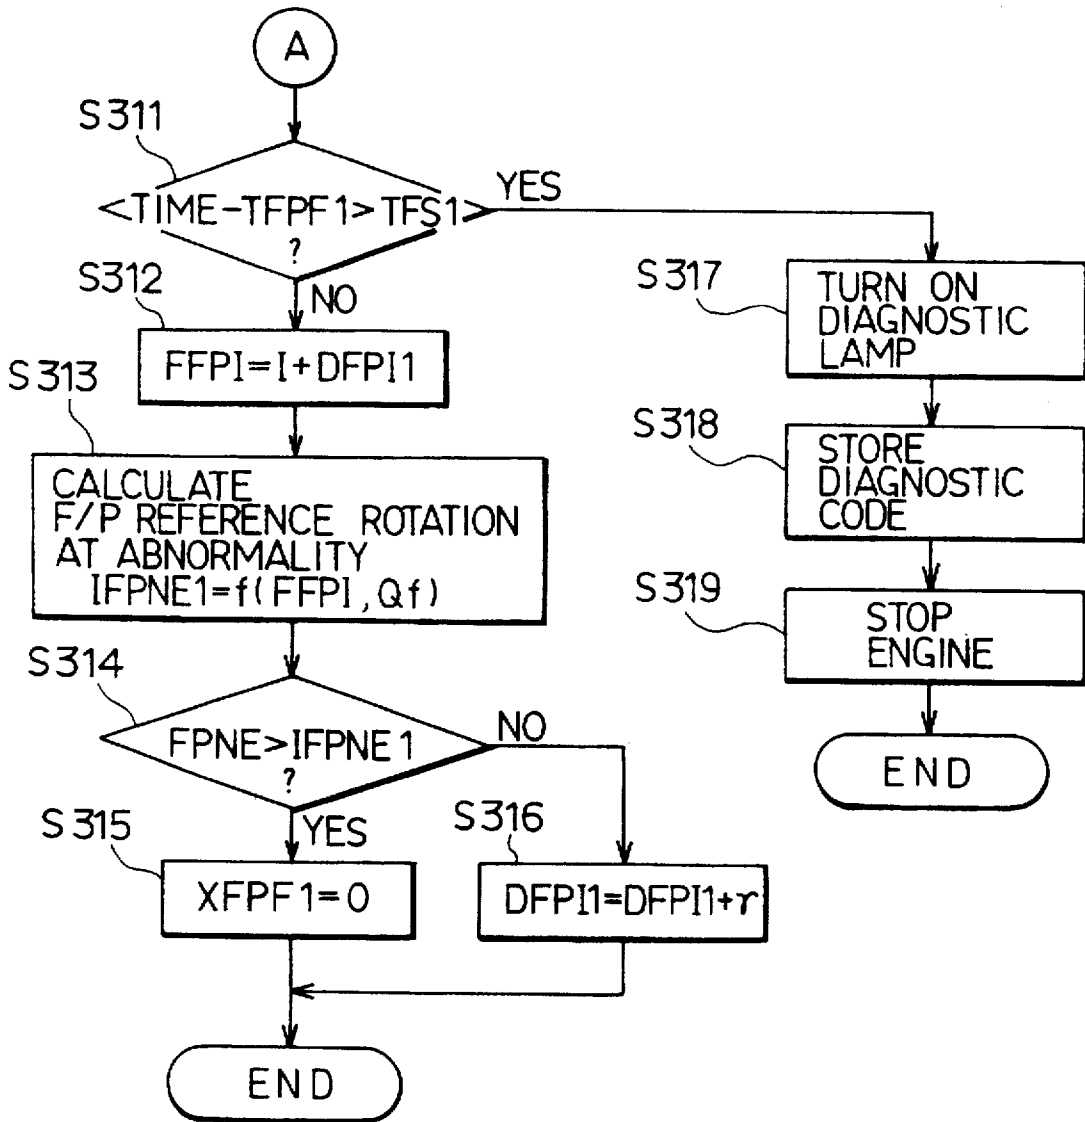 A
S311
<TIME-TFPF1>TFS1>
?
YES
NO
S312
FFPI=I+DFPI1
S313
CALCULATE
F/P REFERENCE ROTATION
AT ABNORMALITY
IFPNE1=f(FFPI,Qf)
S314
FPNE>IFPNE1
?
NO
YES
S315
XFPF1=0
S316
DFPI1=DFPI1+γ
END
S317
TURN ON
DIAGNOSTIC
LAMP
S318
STORE
DIAGNOSTIC
CODE
S319
STOP
ENGINE
END